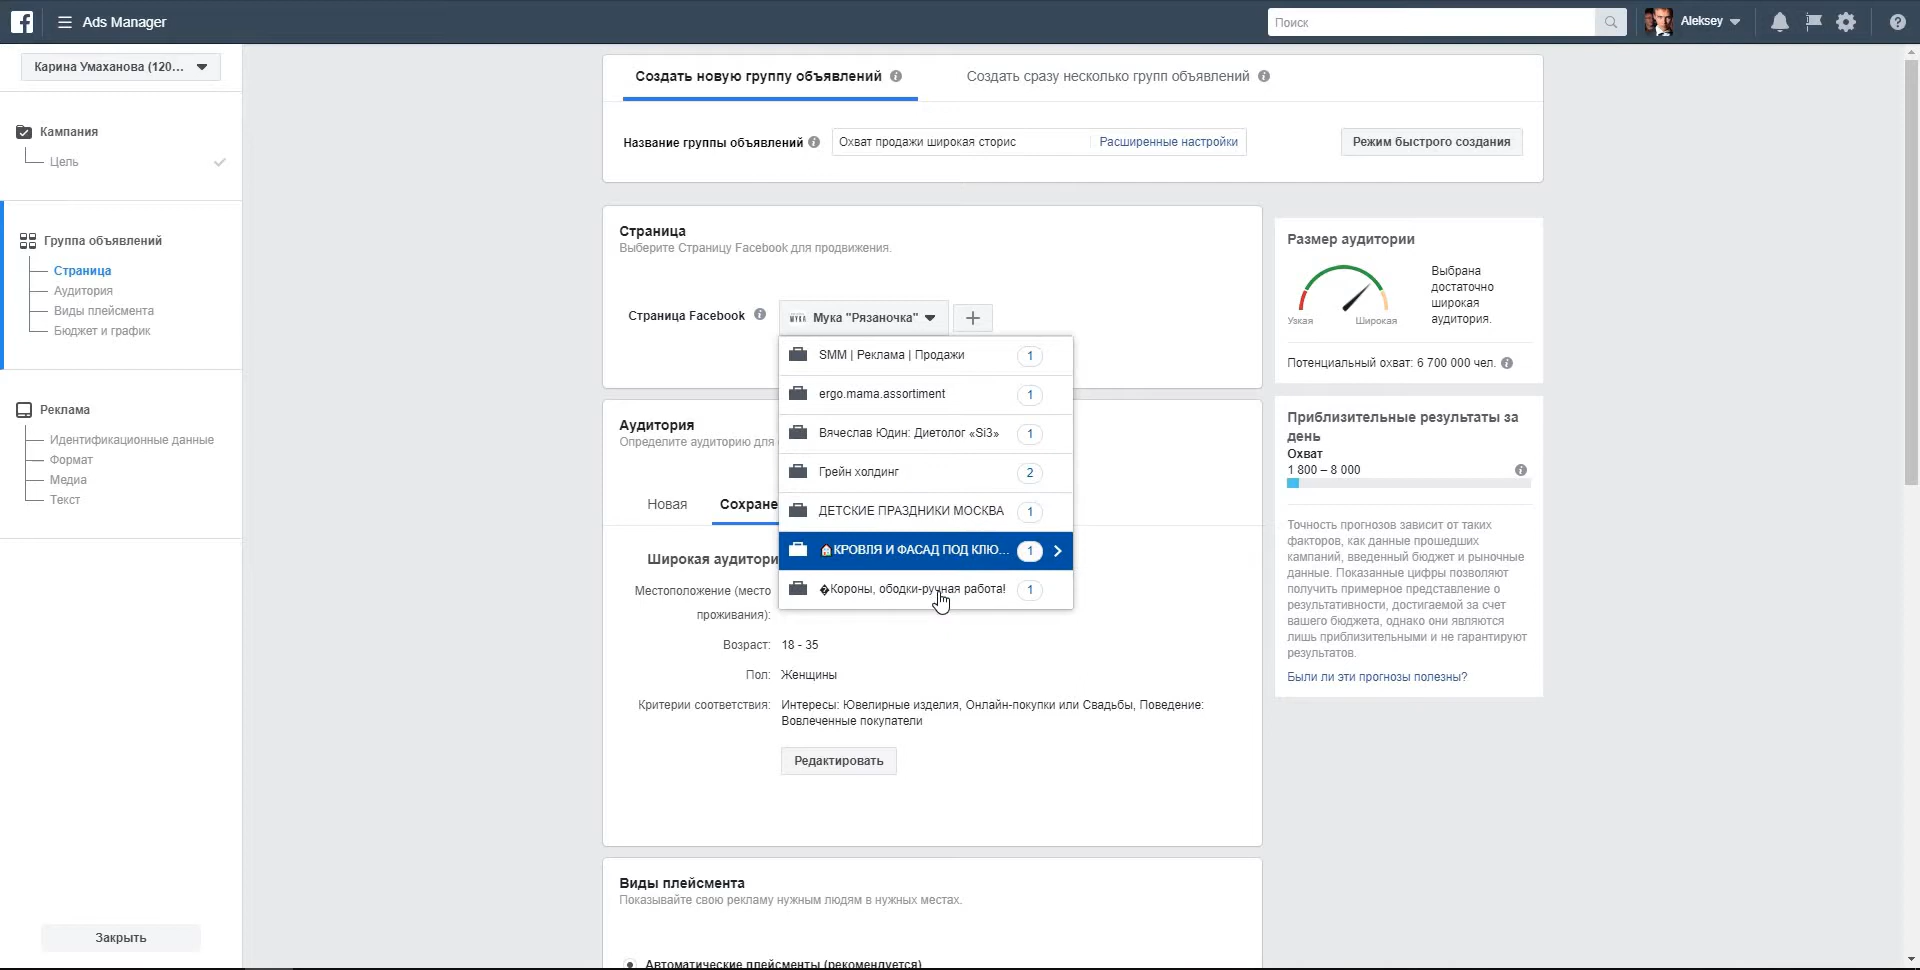 Ads Manager
Поиск
Aleksey
Карина Умаханова (120...
Кампания
Цель
Группа объявлений
Страница
Аудитория
Виды плейсмента
Бюджет и график
Реклама
Идентификационные данные
Формат
Медиа
Текст
Закрыть
Создать новую группу объявлений
Создать сразу несколько групп объявлений
Название группы объявлений
Охват продажи широкая сторис
Расширенные настройки
Режим быстрого создания
Страница
Выберите Страницу Facebook для продвижения.
Страница Facebook
МУКА
Мука "Рязаночка"
SMM | Реклама | Продажи 1
ergo.mama.assortiment 1
Вячеслав Юдин: Диетолог «Si3» 1
Грейн холдинг 2
ДЕТСКИЕ ПРАЗДНИКИ МОСКВА 1
🏠КРОВЛЯ И ФАСАД ПОД КЛЮ... 1
�Короны, ободки-ручная работа! 1
Аудитория
Определите аудиторию для
Новая
Сохране
Широкая аудитори
Местоположение (место
проживания):
Возраст: 18 - 35
Пол: Женщины
Критерии соответствия: Интересы: Ювелирные изделия, Онлайн-покупки или Свадьбы, Поведение:
Вовлеченные покупатели
Редактировать
Виды плейсмента
Показывайте свою рекламу нужным людям в нужных местах.
Автоматические плейсменты (рекомендуется)
Размер аудитории
Узкая
Широкая
Выбрана
достаточно
широкая
аудитория.
Потенциальный охват: 6 700 000 чел.
Приблизительные результаты за
день
Охват
1 800 – 8 000
Точность прогнозов зависит от таких
факторов, как данные прошедших
кампаний, введенный бюджет и рыночные
данные. Показанные цифры позволяют
получить примерное представление о
результативности, достигаемой за счет
вашего бюджета, однако они являются
лишь приблизительными и не гарантируют
результатов.
Были ли эти прогнозы полезны?